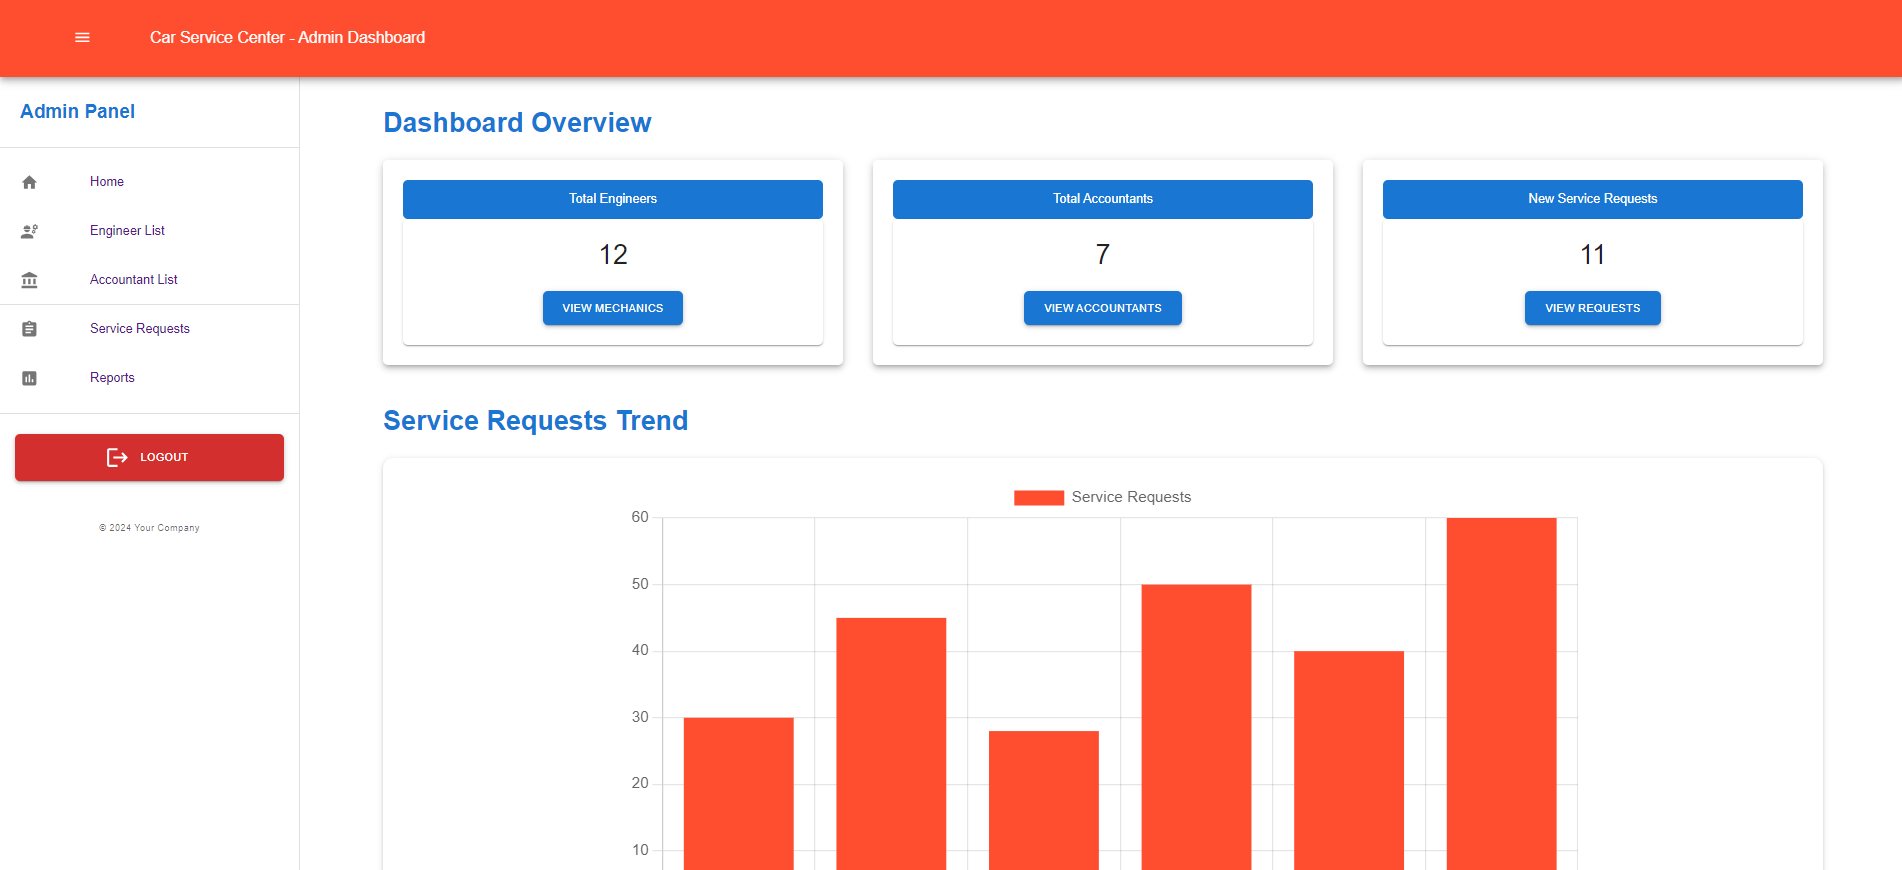 Car Service Center - Admin Dashboard
Admin Panel
Home
Engineer List
Accountant List
Service Requests
Reports
LOGOUT
© 2024 Your Company
Dashboard Overview
Total Engineers
12
VIEW MECHANICS
Total Accountants
7
VIEW ACCOUNTANTS
New Service Requests
11
VIEW REQUESTS
Service Requests Trend
Service Requests
60
50
40
30
20
10